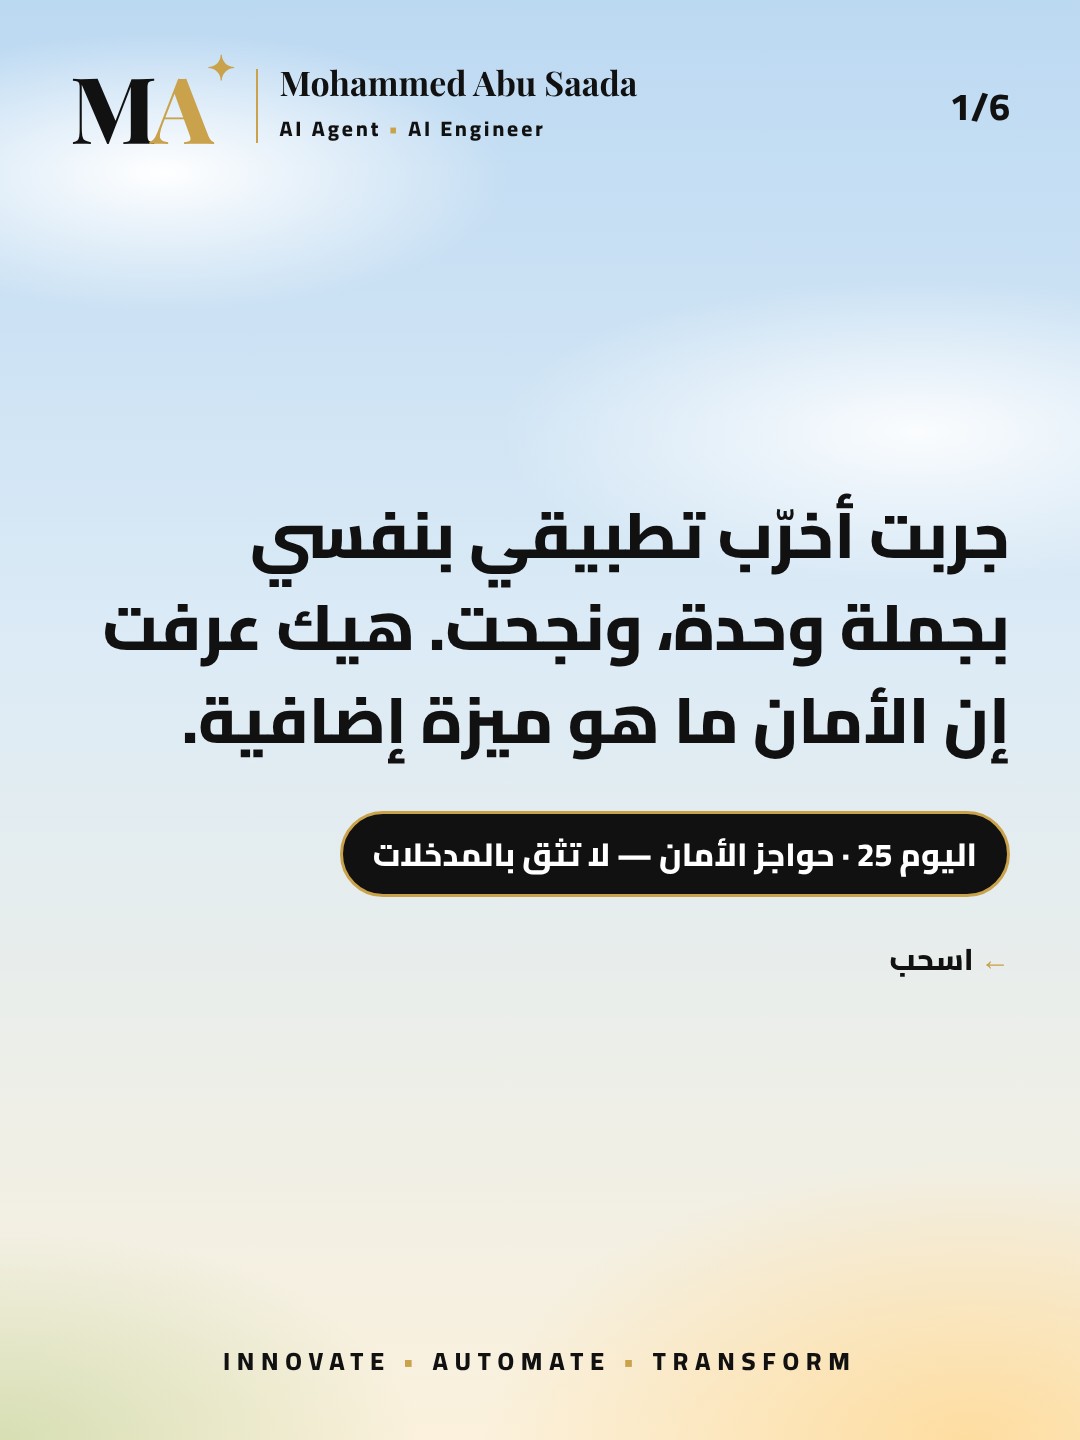 MA
Mohammed Abu Saada
AI Agent ▪ AI Engineer
1/6
جربت أخرّب تطبيقي بنفسي
بجملة وحدة، ونجحت. هيك عرفت
إن الأمان ما هو ميزة إضافية.
اليوم 25 · حواجز الأمان — لا تثق بالمدخلات
← اسحب
INNOVATE ▪ AUTOMATE ▪ TRANSFORM